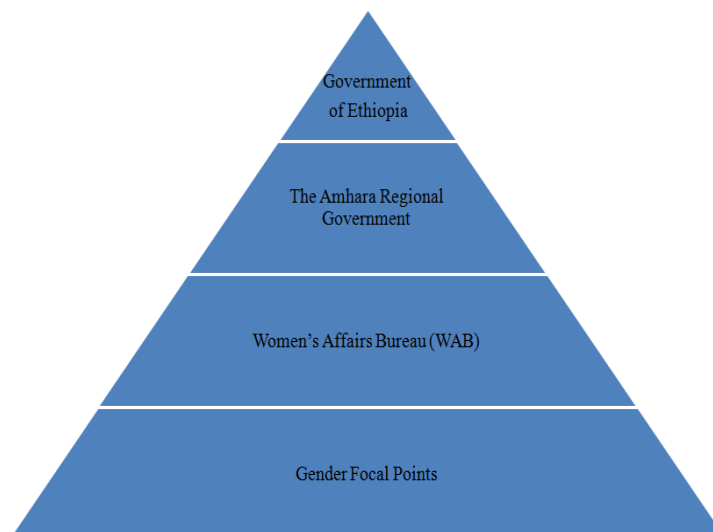 Government
of Ethiopia
The Amhara Regional
Government
Women’s Affairs Bureau (WAB)
Gender Focal Points